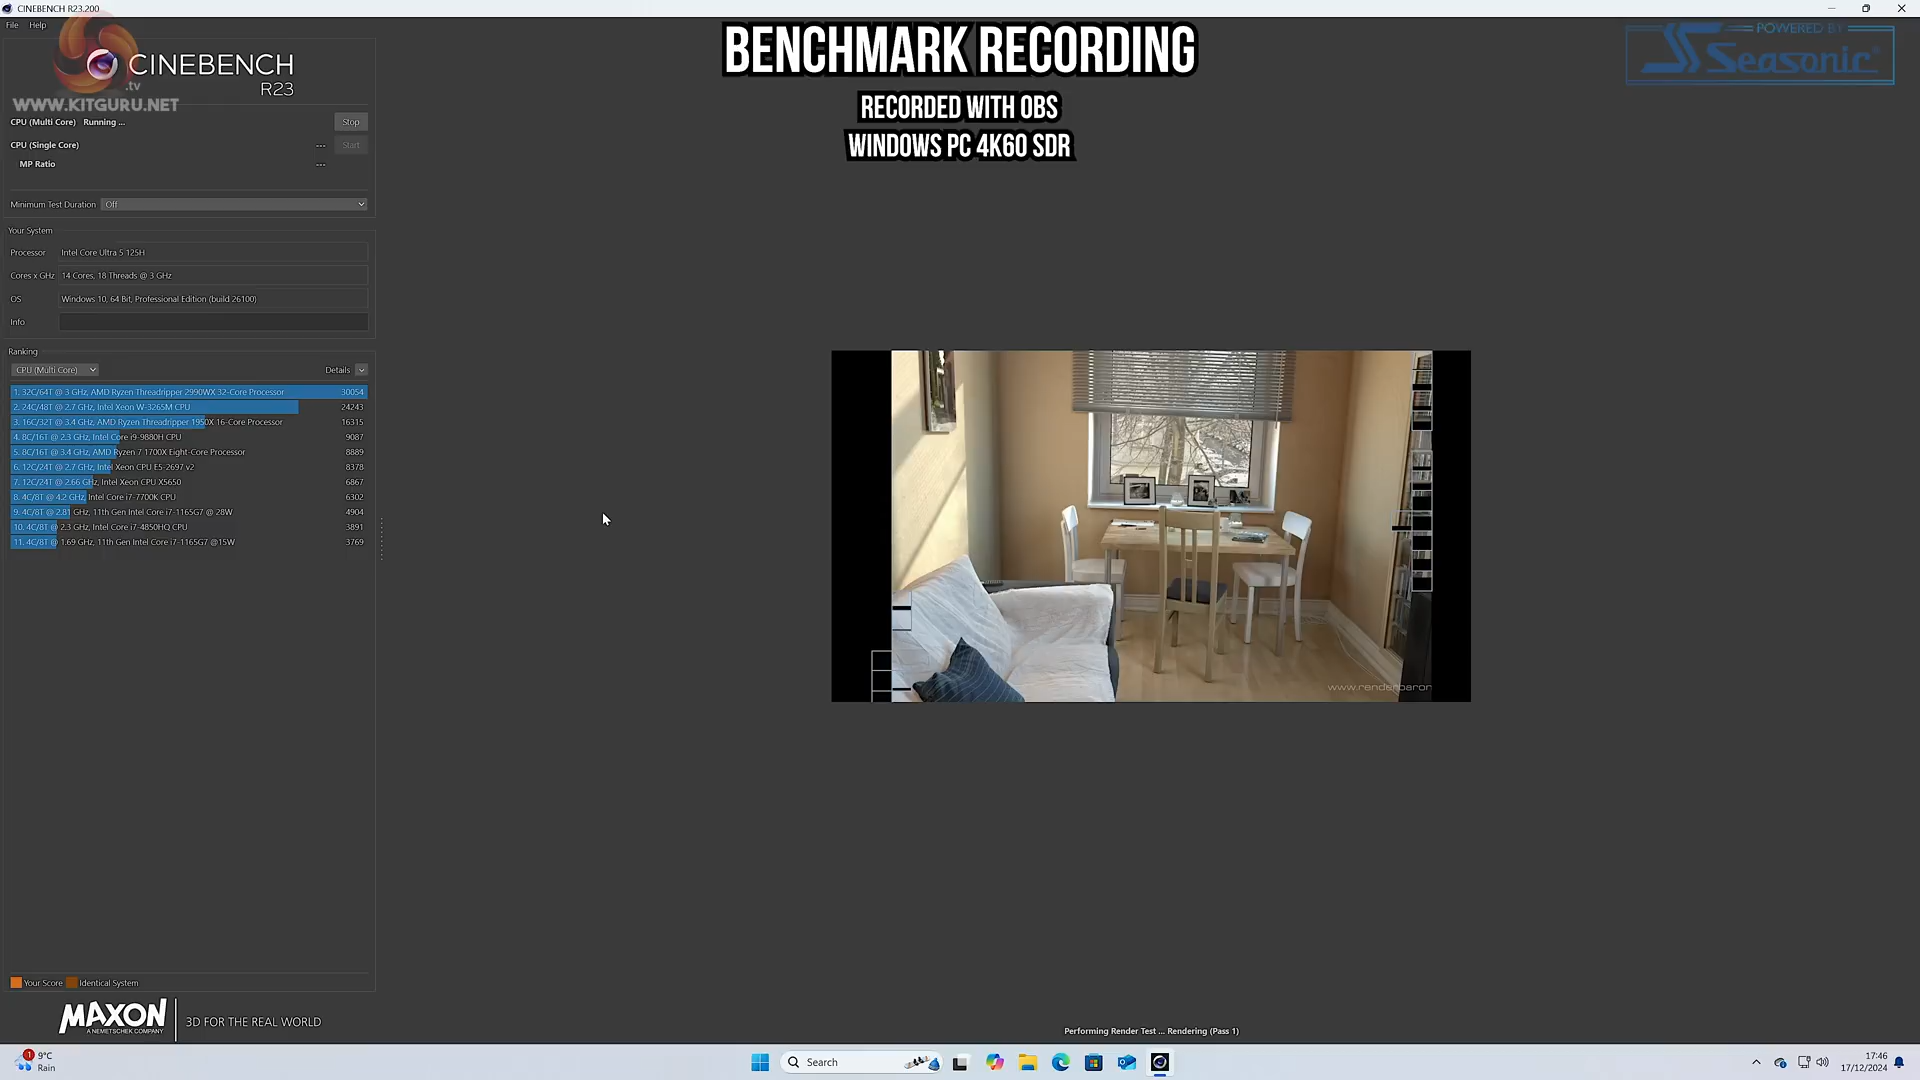 CINEBENCH R23.200
File Help
BENCHMARK RECORDING
RECORDED WITH OBS
WINDOWS PC 4K60 SDR
POWERED BY
Seasonic
CINEBENCH
R23
.tv
WWW.KITGURU.NET
CPU (Multi Core) Running ... Stop
CPU (Single Core) --- Start
MP Ratio ---
Minimum Test Duration Off
Your System
Processor Intel Core Ultra 5 125H
Cores x GHz 14 Cores, 18 Threads @ 3 GHz
OS Windows 10, 64 Bit, Professional Edition (build 26100)
Info
Ranking
CPU (Multi Core) Details
1. 32C/64T @ 3 GHz, AMD Ryzen Threadripper 2990WX 32-Core Processor 30054
2. 24C/48T @ 2.7 GHz, Intel Xeon W-3265M CPU 24243
3. 16C/32T @ 3.4 GHz, AMD Ryzen Threadripper 1950X 16-Core Processor 16315
4. 8C/16T @ 2.3 GHz, Intel Core i9-9880H CPU 9087
5. 8C/16T @ 3.4 GHz, AMD Ryzen 7 1700X Eight-Core Processor 8889
6. 12C/24T @ 2.7 GHz, Intel Xeon CPU E5-2697 v2 8378
7. 12C/24T @ 2.66 GHz, Intel Xeon CPU X5650 6867
8. 4C/8T @ 4.2 GHz, Intel Core i7-7700K CPU 6302
9. 4C/8T @ 2.81 GHz, 11th Gen Intel Core i7-1165G7 @ 28W 4904
10. 4C/8T @ 2.3 GHz, Intel Core i7-4850HQ CPU 3891
11. 4C/8T @ 1.69 GHz, 11th Gen Intel Core i7-1165G7 @15W 3769
www.renderbaron
Your Score Identical System
MAXON
A NEMETSCHEK COMPANY
3D FOR THE REAL WORLD
Performing Render Test ... Rendering (Pass 1)
1
9°C
Rain
Search
17:46
17/12/2024